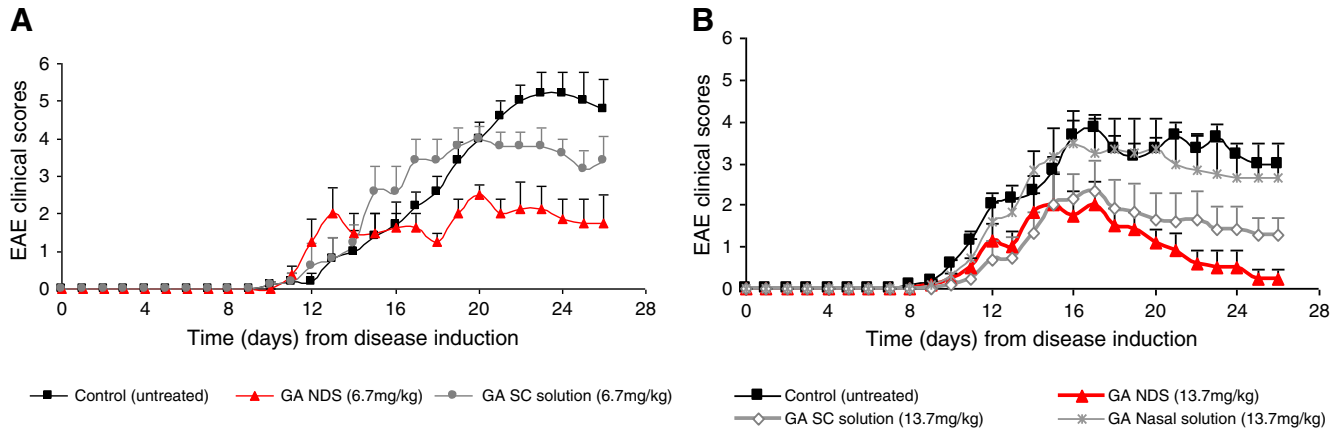 A
EAE clinical scores
6
5
4
3
2
1
0
0 4 8 12 16 20 24 28
Time (days) from disease induction
Control (untreated) GA NDS (6.7mg/kg) GA SC solution (6.7mg/kg)
B
EAE clinical scores
6
5
4
3
2
1
0
0 4 8 12 16 20 24 28
Time (days) from disease induction
Control (untreated) GA NDS (13.7mg/kg)
GA SC solution (13.7mg/kg) GA Nasal solution (13.7mg/kg)